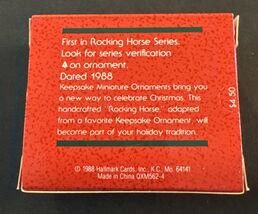 First in Rocking Horse Series.
Look for series verification
on ornament.
Dated 1988
Keepsake Miniature Ornaments bring you
a new way to celebrate Christmas. This
handcrafted "Rocking Horse," adapted
from a favorite Keepsake Ornament, will
become part of your holiday tradition.
$4.50
© 1988 Hallmark Cards, Inc., K.C., Mo. 64141
Made in China QXM562-4